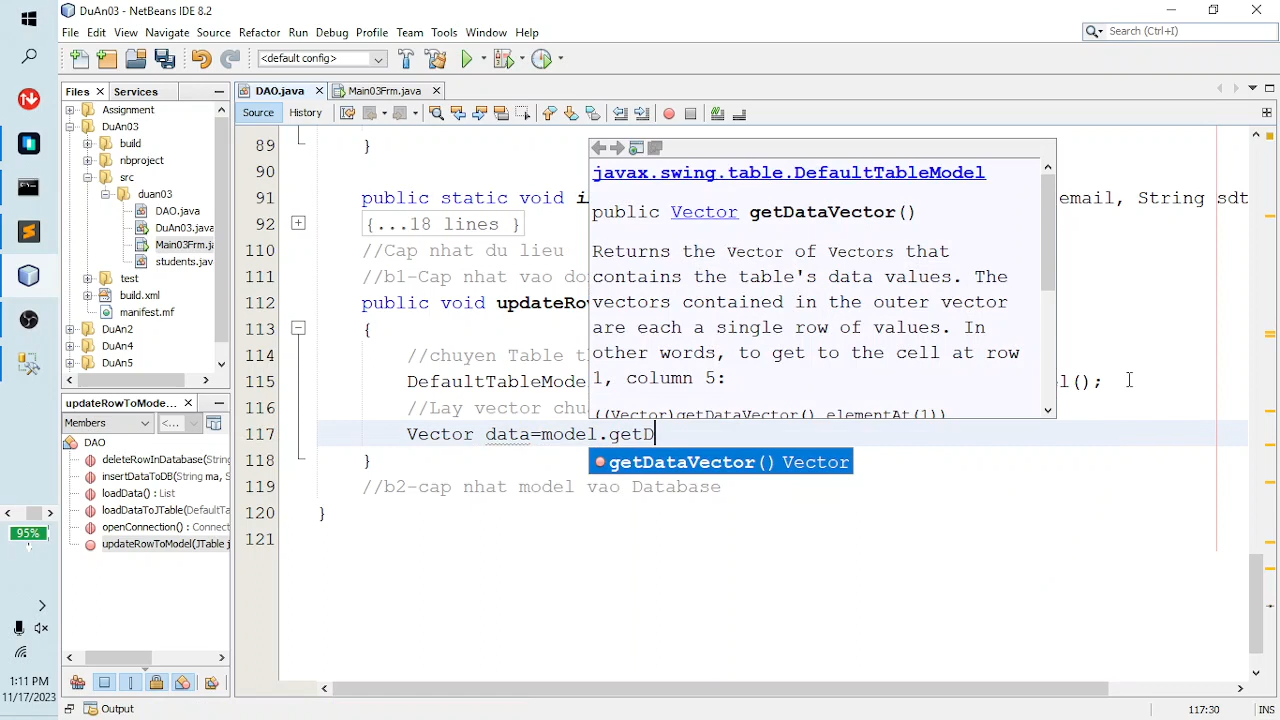 DuAn03 - NetBeans IDE 8.2
File Edit View Navigate Source Refactor Run Debug Profile Team Tools Window Help
Search (Ctrl+I)
<default config>
Files
Services
DAO.java
Main03Frm.java
Source
History
Assignment
DuAn03
build
nbproject
src
duan03
DAO.java
DuAn03.java
Main03Frm.ja
students.jav
test
build.xml
manifest.mf
DuAn2
DuAn4
DuAn5
updateRowToMode...
Members
<...
DAO
deleteRowInDatabase(Strin
insertDataToDB(String ma,
loadData() : List
loadDataToJTable(DefaultTa
openConnection() : Connec
updateRowToModel(JTable j
89 }
90
91 public static void i email, String sdt
92 {...18 lines }
110 //Cap nhat du lieu
111 //b1-Cap nhat vao do
112 public void updateRow
113 {
114 //chuyen Table t
115 DefaultTableMode l();
116 //Lay vector chu
117 Vector data=model.getD
118 }
119 //b2-cap nhat model vao Database
120 }
121
javax.swing.table.DefaultTableModel
public Vector getDataVector()
Returns the Vector of Vectors that
contains the table's data values. The
vectors contained in the outer vector
are each a single row of values. In
other words, to get to the cell at row
1, column 5:
((Vector)getDataVector().elementAt(1))
getDataVector() Vector
95%
1:11 PM
11/17/2023
Output
117:30
INS